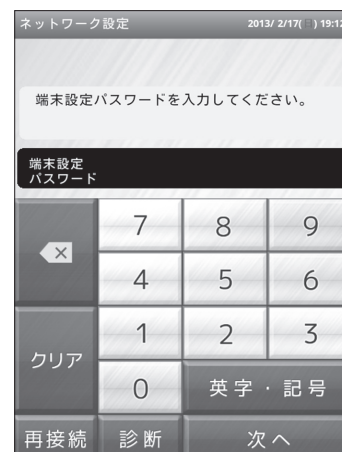 ネットワーク設定 2013/ 2/17(日) 19:12
端末設定パスワードを入力してください。
端末設定
パスワード
7 8 9
4 5 6
クリア 1 2 3
0 英字・記号
再接続 診断 次へ